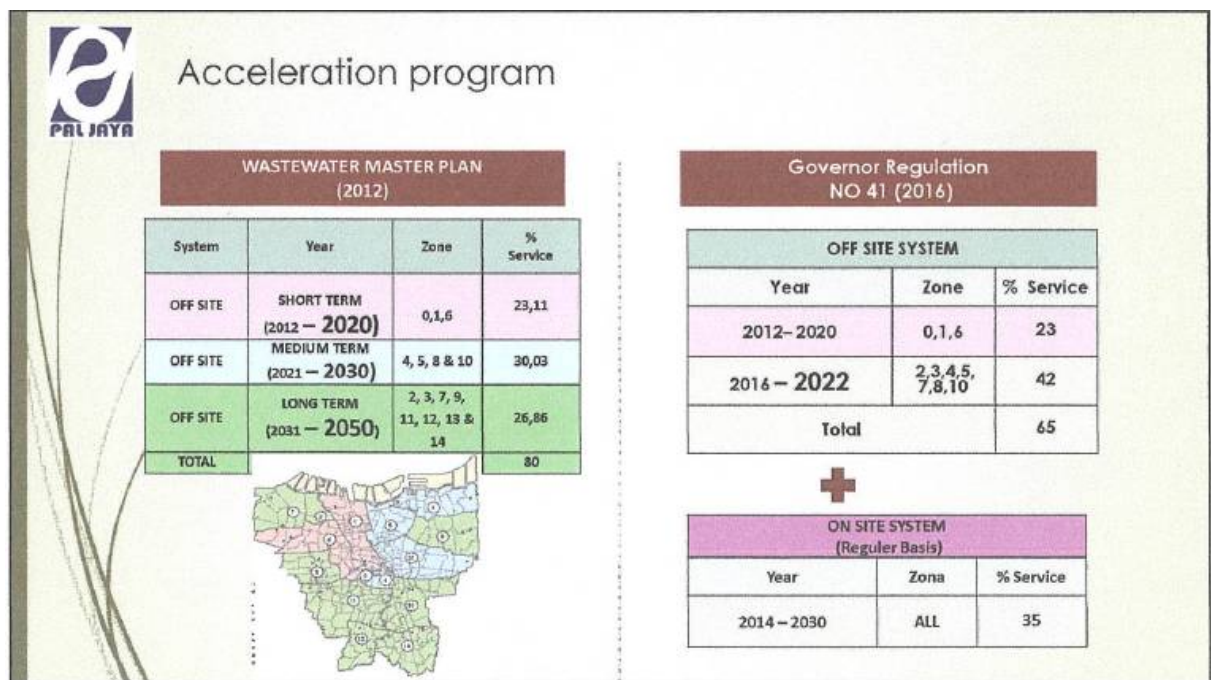 PAL JAYA
Acceleration program
WASTEWATER MASTER PLAN
(2012)
System Year Zone %
Service
OFF SITE SHORT TERM
(2012 – 2020) 0,1,6 23,11
OFF SITE MEDIUM TERM
(2021 – 2030) 4, 5, 8 & 10 30,03
OFF SITE LONG TERM
(2031 – 2050) 2, 3, 7, 9,
11, 12, 13 &
14 26,86
TOTAL 80
Governor Regulation
NO 41 (2016)
OFF SITE SYSTEM
Year Zone % Service
2012– 2020 0,1,6 23
2016 – 2022 2,3,4,5,
7,8,10 42
Total 65
ON SITE SYSTEM
(Reguler Basis)
Year Zona % Service
2014 – 2030 ALL 35